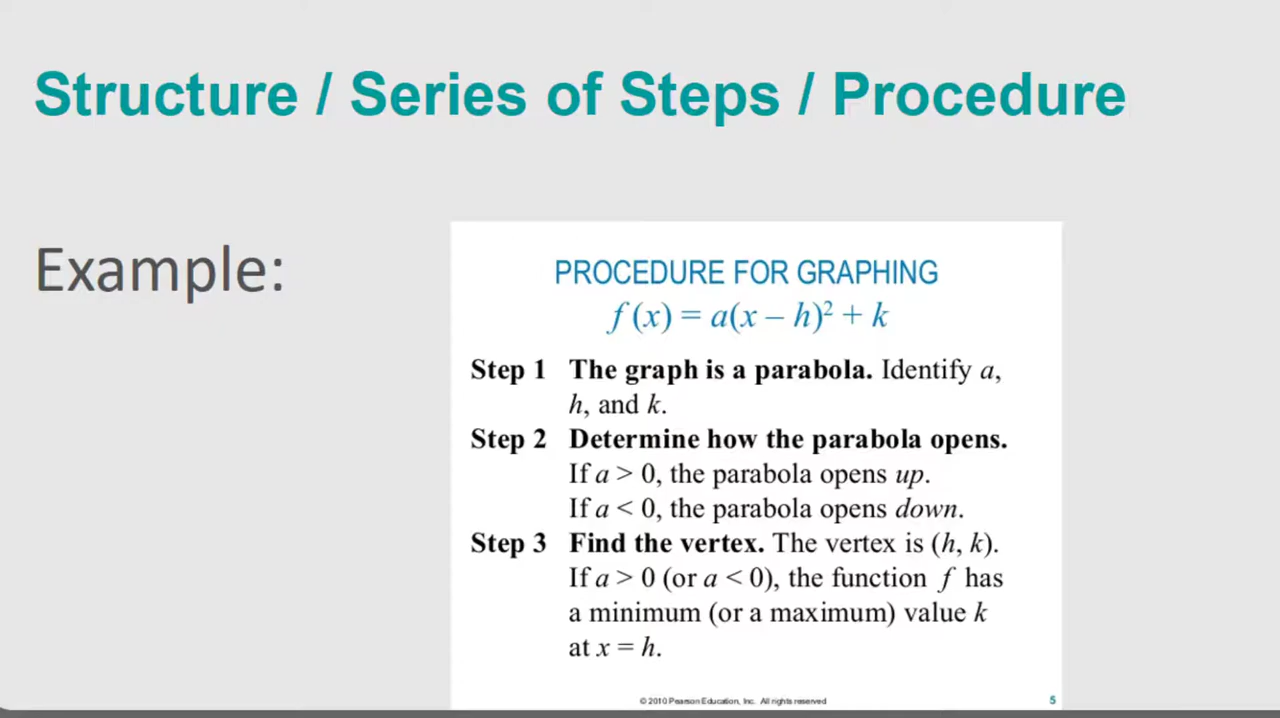 Structure / Series of Steps / Procedure
Example:
PROCEDURE FOR GRAPHING
f (x) = a(x – h)² + k
Step 1 The graph is a parabola. Identify a,
h, and k.
Step 2 Determine how the parabola opens.
If a > 0, the parabola opens up.
If a < 0, the parabola opens down.
Step 3 Find the vertex. The vertex is (h, k).
If a > 0 (or a < 0), the function f has
a minimum (or a maximum) value k
at x = h.
© 2010 Pearson Education, Inc. All rights reserved
5